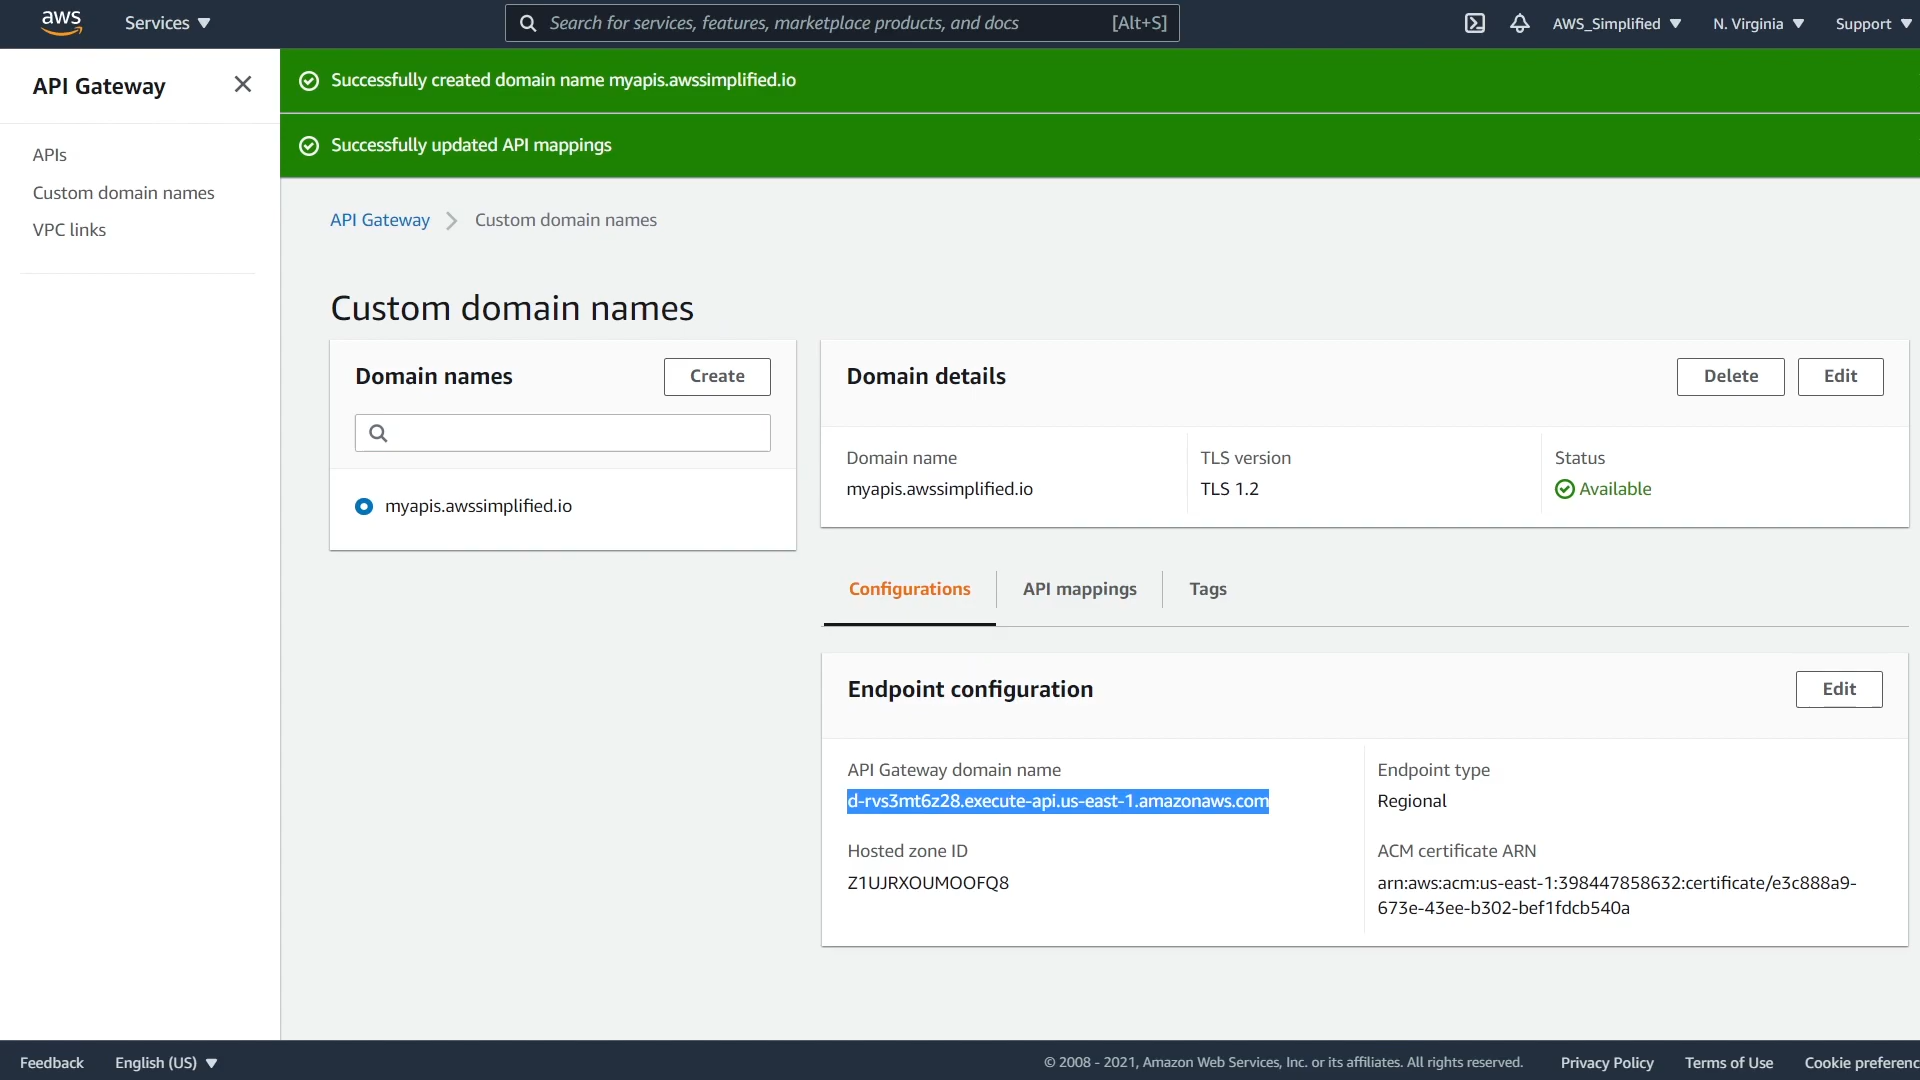 aws
Services
Search for services, features, marketplace products, and docs
[Alt+S]
AWS_Simplified
N. Virginia
Support
API Gateway
APIs
Custom domain names
VPC links
Successfully created domain name myapis.awssimplified.io
Successfully updated API mappings
API Gateway
Custom domain names
Custom domain names
Domain names
Create
myapis.awssimplified.io
Domain details
Delete
Edit
Domain name
myapis.awssimplified.io
TLS version
TLS 1.2
Status
Available
Configurations
API mappings
Tags
Endpoint configuration
Edit
API Gateway domain name
d-rvs3mt6z28.execute-api.us-east-1.amazonaws.com
Endpoint type
Regional
Hosted zone ID
Z1UJRXOUMOOFQ8
ACM certificate ARN
arn:aws:acm:us-east-1:398447858632:certificate/e3c888a9-
673e-43ee-b302-bef1fdcb540a
Feedback
English (US)
© 2008 - 2021, Amazon Web Services, Inc. or its affiliates. All rights reserved.
Privacy Policy
Terms of Use
Cookie preferenc